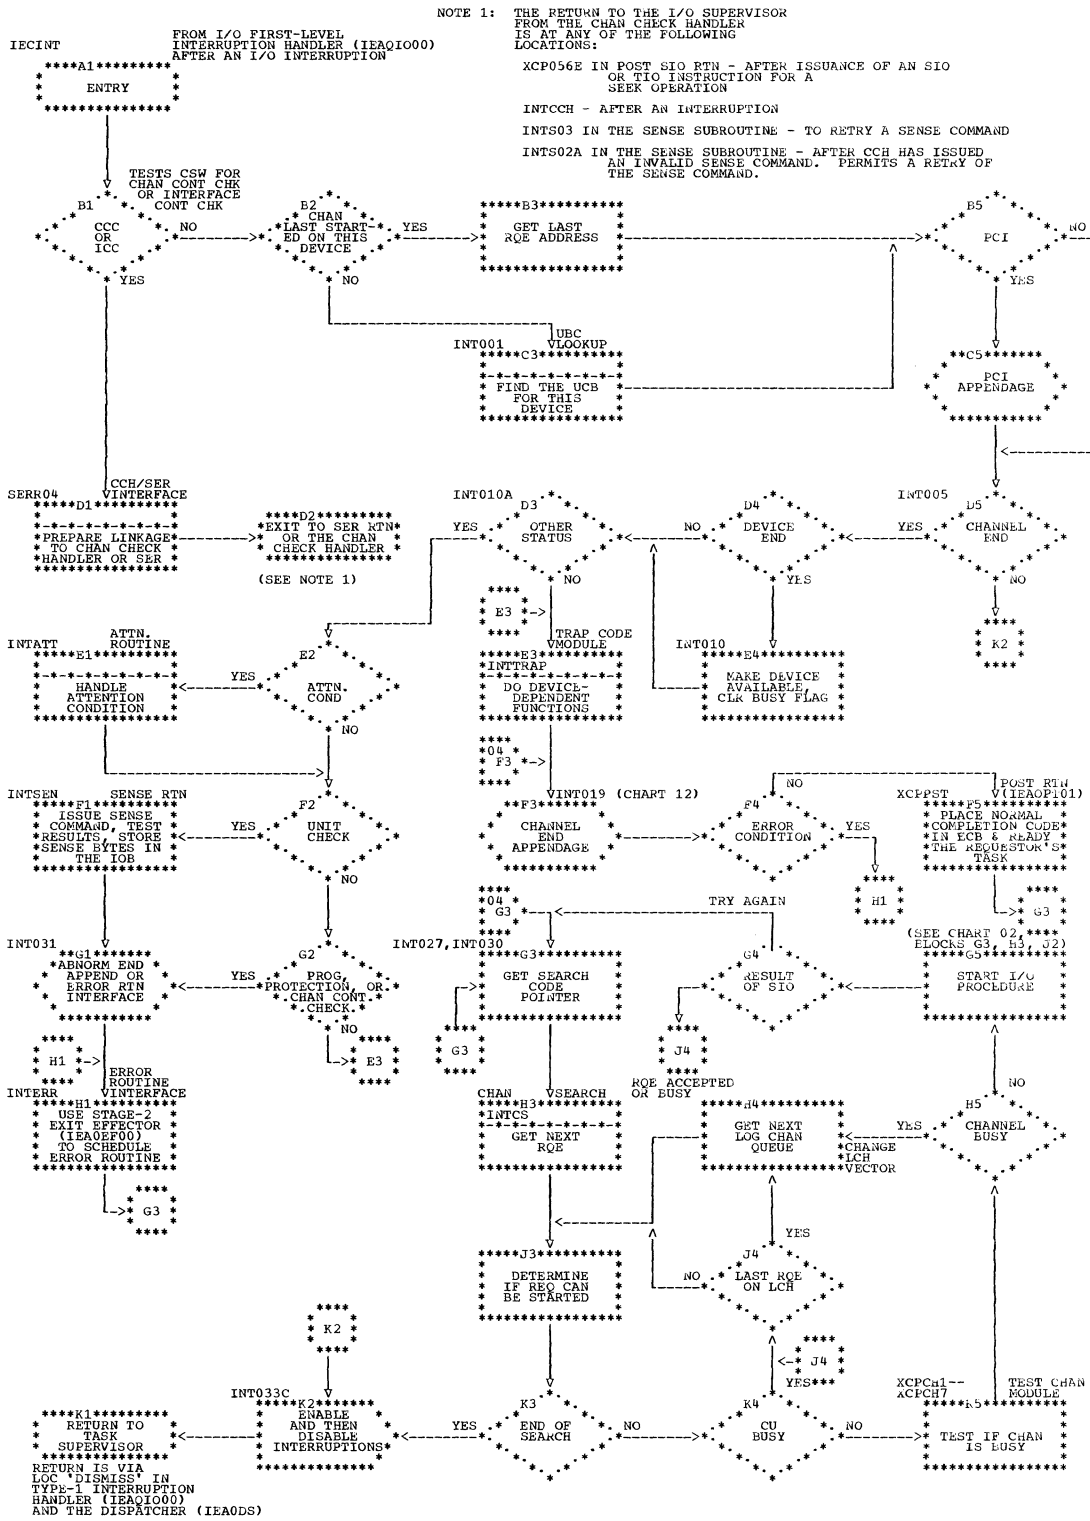 NOTE 1: THE RETURN TO THE I/O SUPERVISOR
FROM THE CHAN CHECK HANDLER
IS AT ANY OF THE FOLLOWING
LOCATIONS:
XCP056E IN POST SIO RTN - AFTER ISSUANCE OF AN SIO
OR TIO INSTRUCTION FOR A
SEEK OPERATION
INTCCH - AFTER AN INTERRUPTION
INTS03 IN THE SENSE SUBROUTINE - TO RETRY A SENSE COMMAND
INTS02A IN THE SENSE SUBROUTINE - AFTER CCH HAS ISSUED
AN INVALID SENSE COMMAND. PERMITS A RETRY OF
THE SENSE COMMAND.
IECINT
FROM I/O FIRST-LEVEL
INTERRUPTION HANDLER (IEAQIO00)
AFTER AN I/O INTERRUPTION
A1
ENTRY
TESTS CSW FOR
CHAN CONT CHK
OR INTERFACE
CONT CHK
B1
CCC
OR
ICC
NO
YES
B2
CHAN
LAST START-
ED ON THIS
DEVICE
YES
NO
B3
GET LAST
RQE ADDRESS
B5
PCI
NO
YES
INT001
UBC
LOOKUP
C3
FIND THE UCB
FOR THIS
DEVICE
C5
PCI
APPENDAGE
SERR04
CCH/SER
INTERFACE
D1
PREPARE LINKAGE
TO CHAN CHECK
HANDLER OR SER
D2
EXIT TO SER RTN
OR THE CHAN
CHECK HANDLER
(SEE NOTE 1)
INT010A
D3
OTHER
STATUS
YES
NO
D4
DEVICE
END
NO
YES
INT005
D5
CHANNEL
END
YES
NO
K2
E3
INTATT
ATTN.
ROUTINE
E1
HANDLE
ATTENTION
CONDITION
E2
ATTN.
COND
YES
NO
TRAP CODE
MODULE
E3
INTTRAP
DO DEVICE-
DEPENDENT
FUNCTIONS
INT010
E4
MAKE DEVICE
AVAILABLE,
CLR BUSY FLAG
04
F3
INTSEN
SENSE RTN
F1
ISSUE SENSE
COMMAND, TEST
RESULTS, STORE
SENSE BYTES IN
THE IOB
F2
UNIT
CHECK
YES
NO
INT019 (CHART 12)
F3
CHANNEL
END
APPENDAGE
F4
ERROR
CONDITION
NO
YES
H1
XCPPST
POST RTN
(IEAOPT01)
F5
PLACE NORMAL
COMPLETION CODE
IN ECB & READY
THE REQUESTOR'S
TASK
G3
04
G3
TRY AGAIN
(SEE CHART 02,
BLOCKS G3, H3, J2)
INT031
G1
ABNORM END
APPEND OR
ERROR RTN
INTERFACE
G2
PROG,
PROTECTION, OR
CHAN CONT.
CHECK
YES
NO
E3
INT027,INT030
G3
GET SEARCH
CODE
POINTER
G3
G4
RESULT
OF SIO
J4
RQE ACCEPTED
OR BUSY
G5
START I/O
PROCEDURE
NO
H1
INTERR
ERROR
ROUTINE
INTERFACE
H1
USE STAGE-2
EXIT EFFECTOR
(IEA0EF00)
TO SCHEDULE
ERROR ROUTINE
G3
CHAN SEARCH
H3
INTCS
GET NEXT
RQE
H4
GET NEXT
LOG CHAN
QUEUE
CHANGE
LCH
VECTOR
H5
CHANNEL
BUSY
YES
J3
DETERMINE
IF REQ CAN
BE STARTED
J4
LAST RQE
ON LCH
YES
NO
K2
J4
INT033C
K1
RETURN TO
TASK
SUPERVISOR
K2
ENABLE
AND THEN
DISABLE
INTERRUPTIONS
K3
END OF
SEARCH
YES
NO
K4
CU
BUSY
YES
NO
XCPCH1--
XCPCH7
TEST CHAN
MODULE
K5
TEST IF CHAN
IS BUSY
RETURN IS VIA
LOC 'DISMISS' IN
TYPE-1 INTERRUPTION
HANDLER (IEAQIO00)
AND THE DISPATCHER (IEA0DS)